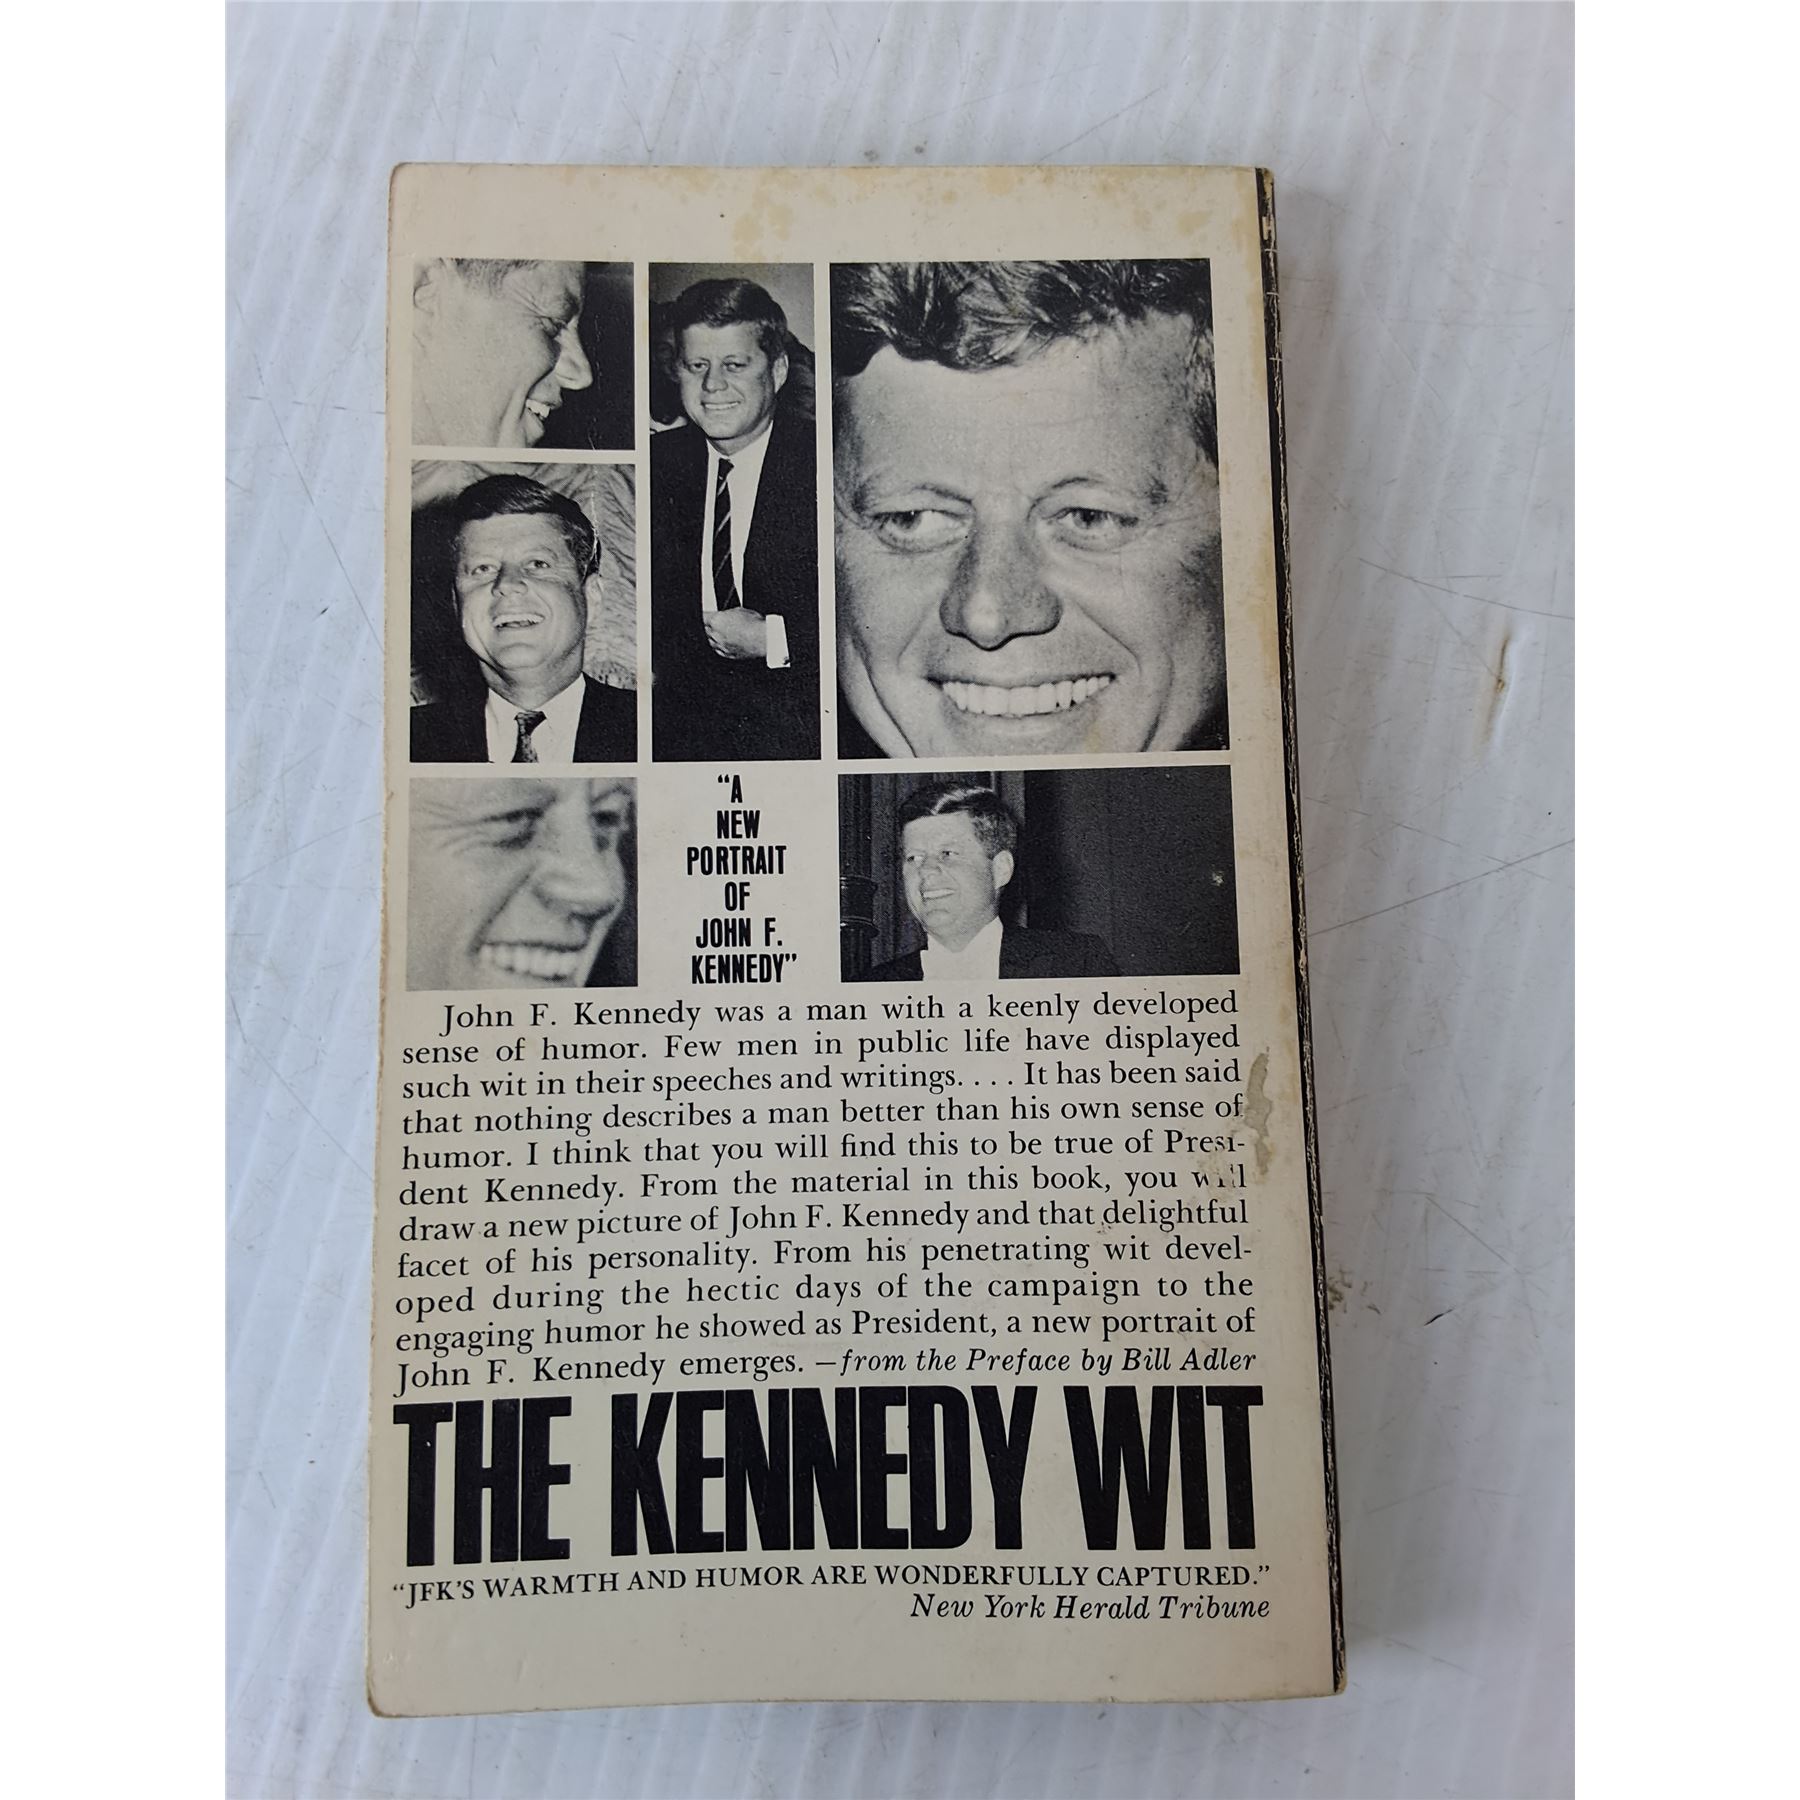 "A
NEW
PORTRAIT
OF
JOHN F.
KENNEDY"
John F. Kennedy was a man with a keenly developed
sense of humor. Few men in public life have displayed
such wit in their speeches and writings. . . . It has been said
that nothing describes a man better than his own sense of
humor. I think that you will find this to be true of Presi-
dent Kennedy. From the material in this book, you will
draw a new picture of John F. Kennedy and that delightful
facet of his personality. From his penetrating wit devel-
oped during the hectic days of the campaign to the
engaging humor he showed as President, a new portrait of
John F. Kennedy emerges. —from the Preface by Bill Adler
THE KENNEDY WIT
"JFK'S WARMTH AND HUMOR ARE WONDERFULLY CAPTURED."
New York Herald Tribune